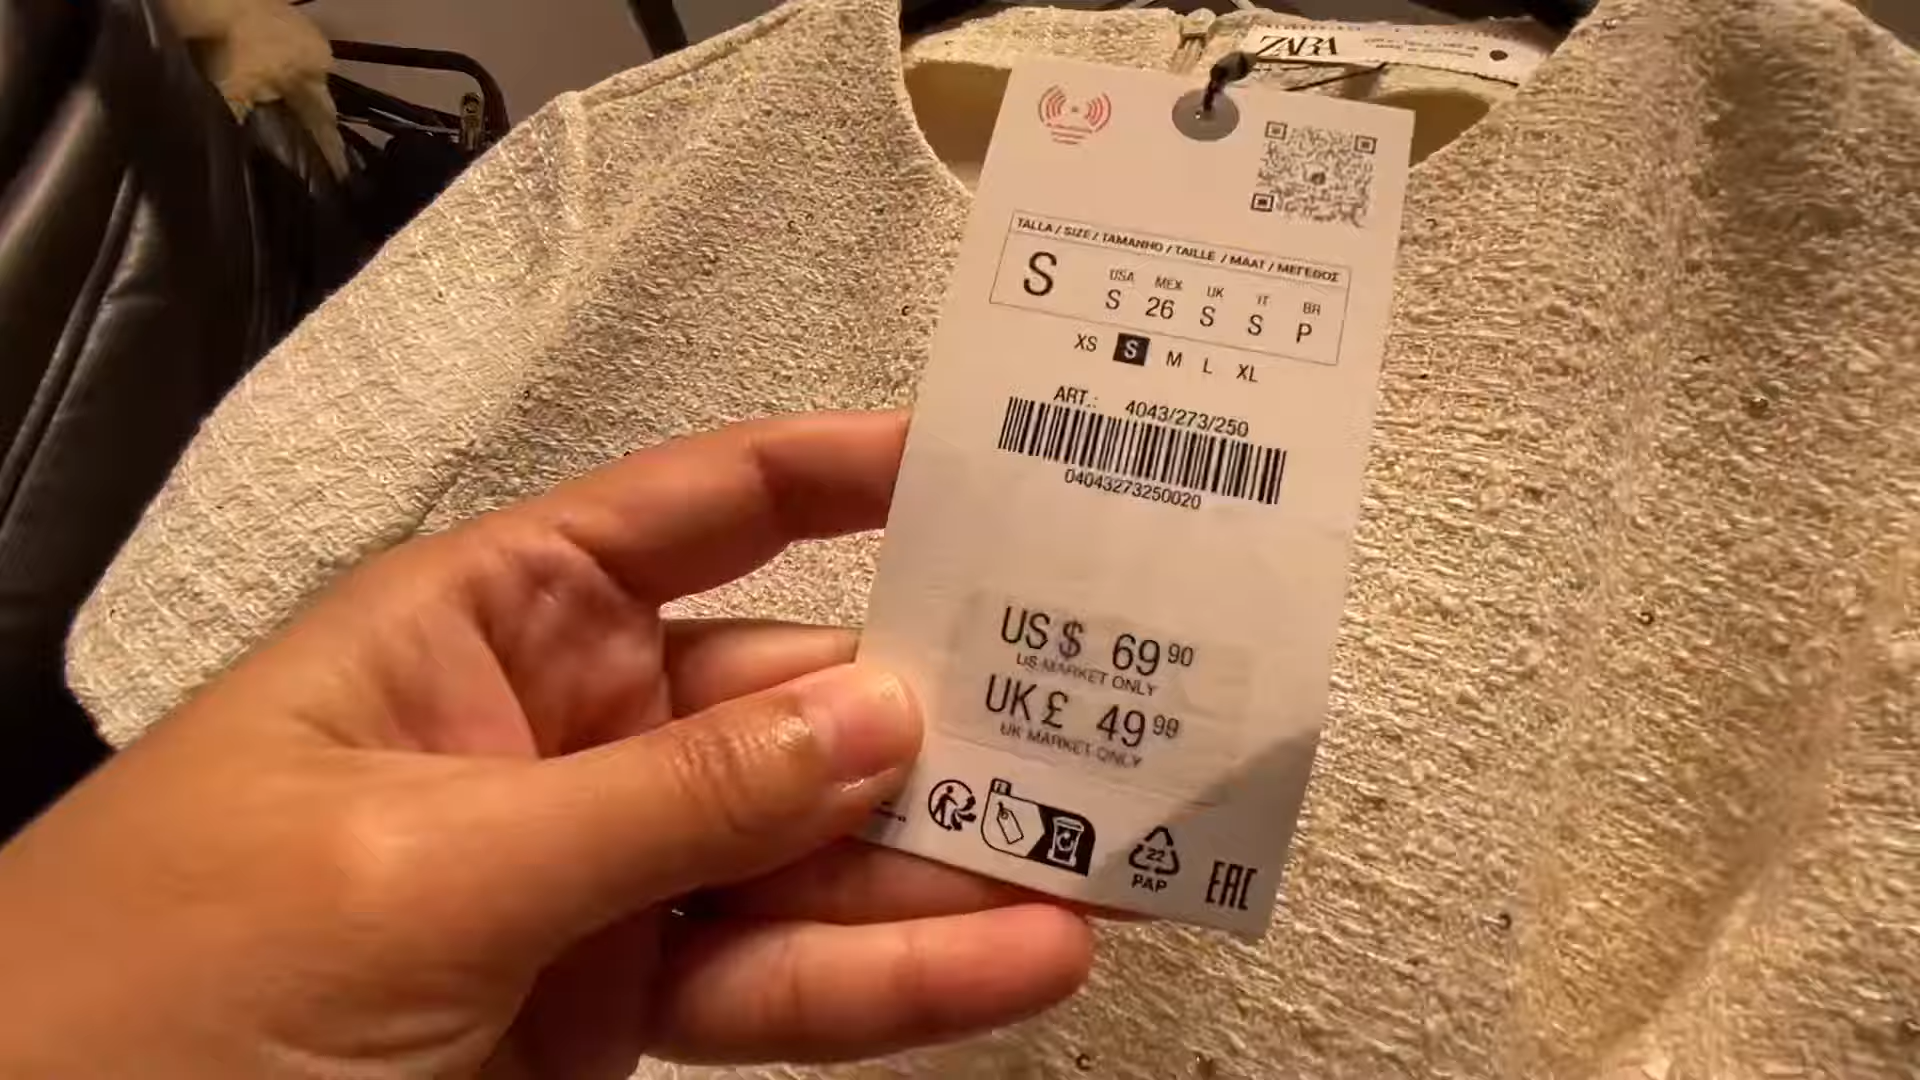 ZARA
TALLA / SIZE / TAMANHO / TAILLE / MAAT / ΜΕΓΕΘΟΣ
S
USA MEX UK IT BR
S 26 S S P
XS S M L XL
ART.: 4043/273/250
04043273250020
US $ 69 90
US MARKET ONLY
UK £ 49 99
UK MARKET ONLY
FR
22
PAP
EAC